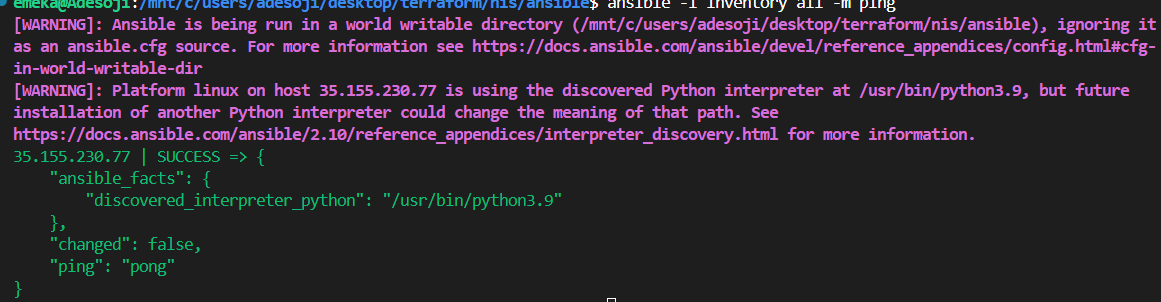 emeka@Adesoji:/mnt/c/users/adesoji/desktop/terraform/nis/ansible$ ansible -i inventory all -m ping
[WARNING]: Ansible is being run in a world writable directory (/mnt/c/users/adesoji/desktop/terraform/nis/ansible), ignoring it
as an ansible.cfg source. For more information see https://docs.ansible.com/ansible/devel/reference_appendices/config.html#cfg-
in-world-writable-dir
[WARNING]: Platform linux on host 35.155.230.77 is using the discovered Python interpreter at /usr/bin/python3.9, but future
installation of another Python interpreter could change the meaning of that path. See
https://docs.ansible.com/ansible/2.10/reference_appendices/interpreter_discovery.html for more information.
35.155.230.77 | SUCCESS => {
    "ansible_facts": {
        "discovered_interpreter_python": "/usr/bin/python3.9"
    },
    "changed": false,
    "ping": "pong"
}